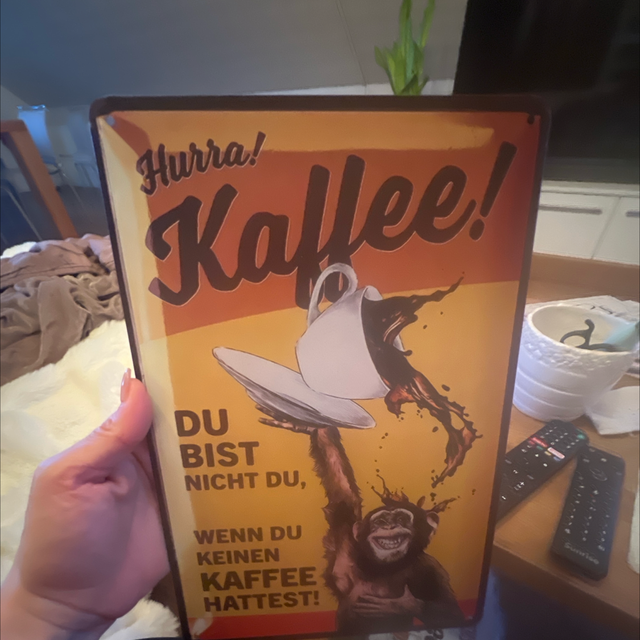 Hurra!
Kaffee!
DU
BIST
NICHT DU,
WENN DU
KEINEN
KAFFEE
HATTEST!